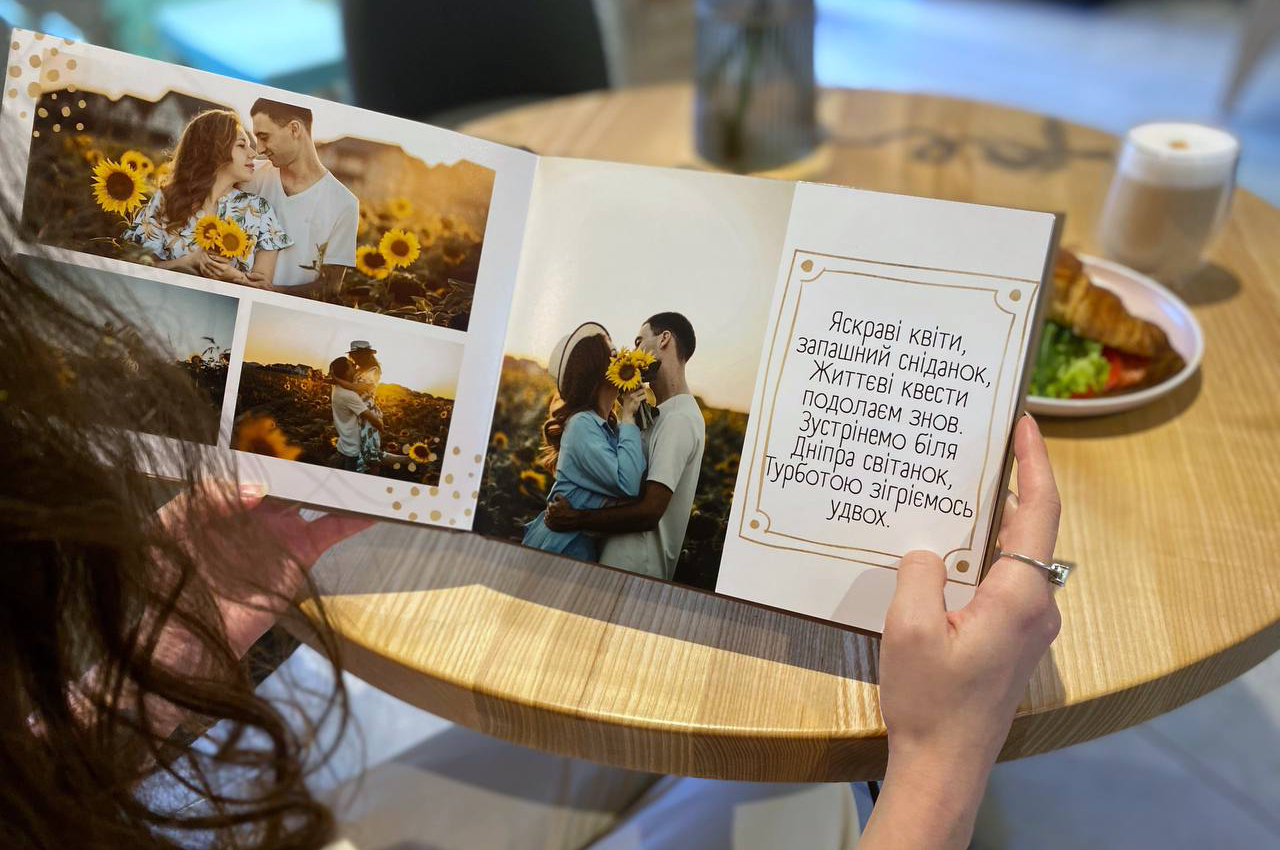 Яскраві квіти,
запашний сніданок,
Життєві квести
подолаєм знов.
Зустрінемо біля
Дніпра світанок,
Турботою зігріємось
удвох.